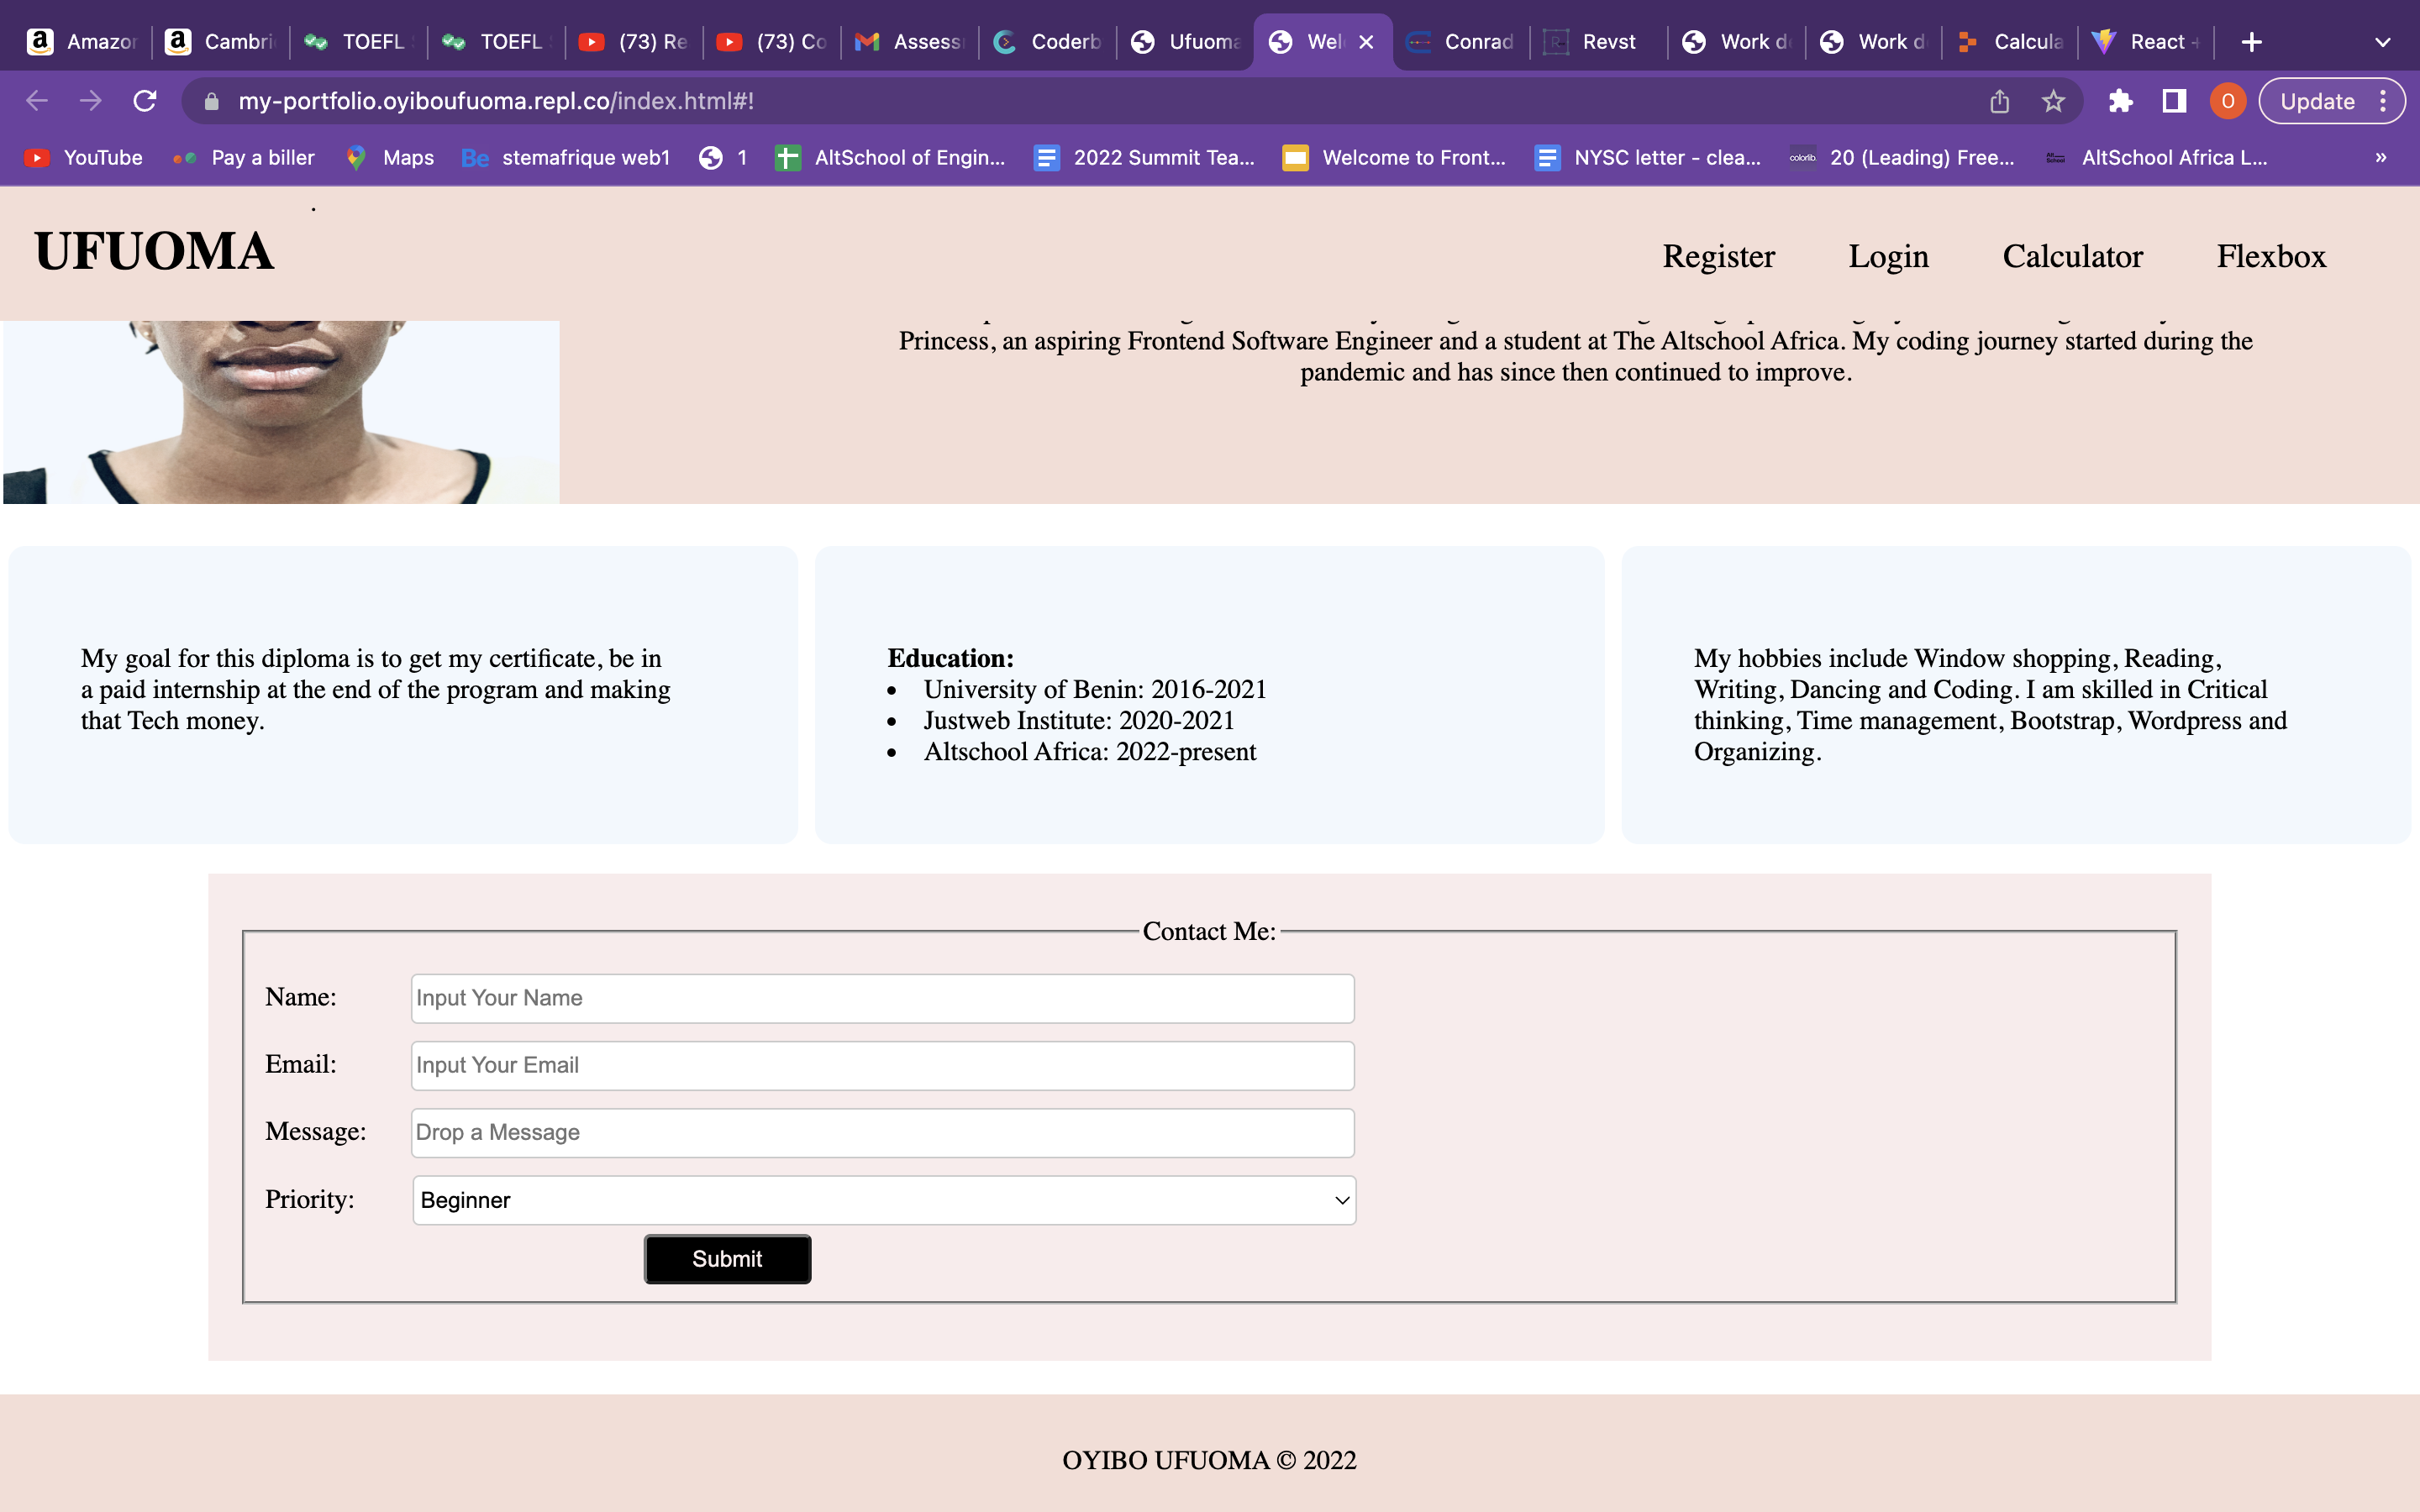 Amazon
Cambri
TOEFL
TOEFL
(73) Re
(73) Co
Assess
Coderb
Ufuoma
Wel
Conrad
Revst
Work d
Work d
Calcula
React +
my-portfolio.oyiboufuoma.repl.co/index.html#!
O
Update
YouTube
Pay a biller
Maps
Be stemafrique web1
1
AltSchool of Engin...
2022 Summit Tea...
Welcome to Front...
NYSC letter - clea...
colorlib. 20 (Leading) Free...
AltSchool Africa L...
»
UFUOMA
Register
Login
Calculator
Flexbox
Princess, an aspiring Frontend Software Engineer and a student at The Altschool Africa. My coding journey started during the
pandemic and has since then continued to improve.
My goal for this diploma is to get my certificate, be in
a paid internship at the end of the program and making
that Tech money.
Education:
• University of Benin: 2016-2021
• Justweb Institute: 2020-2021
• Altschool Africa: 2022-present
My hobbies include Window shopping, Reading,
Writing, Dancing and Coding. I am skilled in Critical
thinking, Time management, Bootstrap, Wordpress and
Organizing.
Contact Me:
Name: Input Your Name
Email: Input Your Email
Message: Drop a Message
Priority: Beginner
Submit
OYIBO UFUOMA © 2022